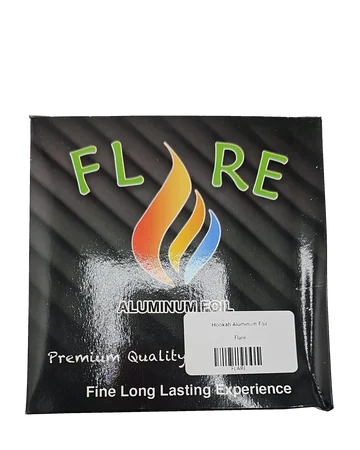 FL RE
ALUMINUM FOIL
Hookah Aluminum Foil
Flare
Premium Quality
FLARE
Fine Long Lasting Experience